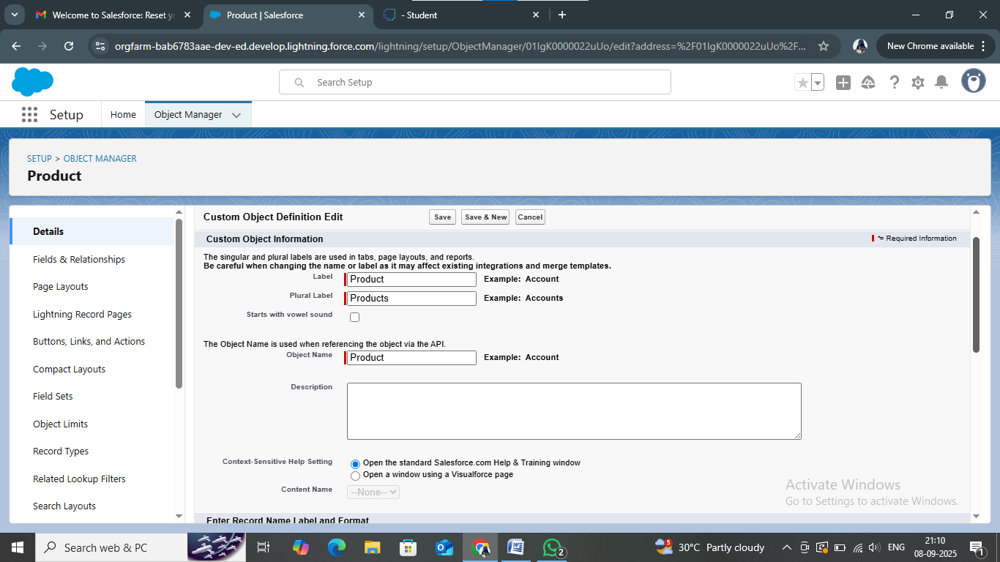 Welcome to Salesforce: Reset yo
Product | Salesforce
- Student
orgfarm-bab6783aae-dev-ed.develop.lightning.force.com/lightning/setup/ObjectManager/01IgK0000022uUo/edit?address=%2F01IgK0000022uUo%2F...
New Chrome available
Search Setup
Setup
Home
Object Manager
SETUP > OBJECT MANAGER
Product
Details
Fields & Relationships
Page Layouts
Lightning Record Pages
Buttons, Links, and Actions
Compact Layouts
Field Sets
Object Limits
Record Types
Related Lookup Filters
Search Layouts
Custom Object Definition Edit
Save
Save & New
Cancel
Custom Object Information
= Required Information
The singular and plural labels are used in tabs, page layouts, and reports.
Be careful when changing the name or label as it may affect existing integrations and merge templates.
Label Product Example: Account
Plural Label Products Example: Accounts
Starts with vowel sound
The Object Name is used when referencing the object via the API.
Object Name Product Example: Account
Description
Context-Sensitive Help Setting Open the standard Salesforce.com Help & Training window
Open a window using a Visualforce page
Content Name --None--
Enter Record Name Label and Format
Activate Windows
Go to Settings to activate Windows.
Search web & PC
2
5
30°C Partly cloudy
ENG
21:10
08-09-2025
1